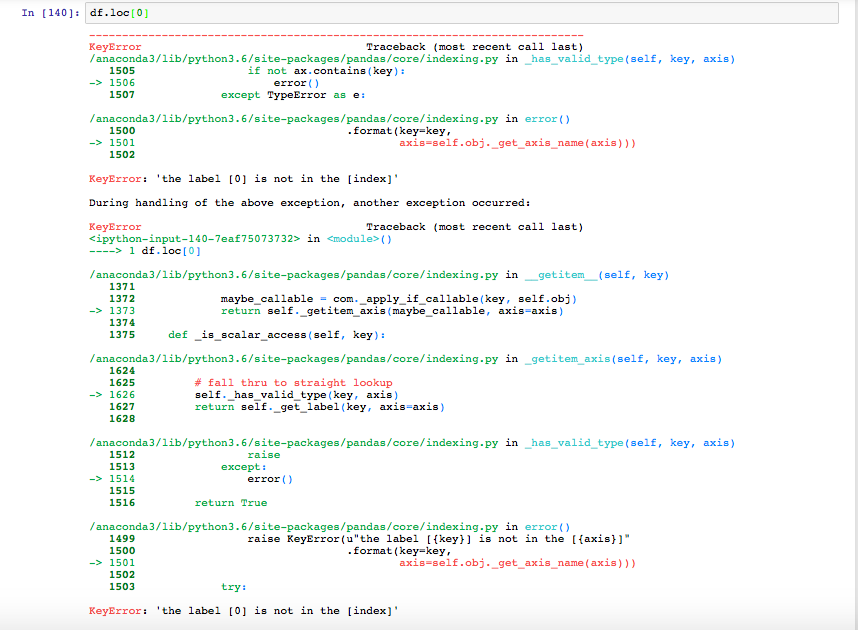 In [140]: df.loc[0]
---------------------------------------------------------------------------
KeyError                                  Traceback (most recent call last)
/anaconda3/lib/python3.6/site-packages/pandas/core/indexing.py in _has_valid_type(self, key, axis)
   1505                 if not ax.contains(key):
-> 1506                     error()
   1507             except TypeError as e:
/anaconda3/lib/python3.6/site-packages/pandas/core/indexing.py in error()
   1500                                .format(key=key,
-> 1501                                        axis=self.obj._get_axis_name(axis)))
   1502
KeyError: 'the label [0] is not in the [index]'
During handling of the above exception, another exception occurred:
KeyError                                  Traceback (most recent call last)
<ipython-input-140-7eaf75073732> in <module>()
----> 1 df.loc[0]
/anaconda3/lib/python3.6/site-packages/pandas/core/indexing.py in __getitem__(self, key)
   1371
   1372             maybe_callable = com._apply_if_callable(key, self.obj)
-> 1373             return self._getitem_axis(maybe_callable, axis=axis)
   1374
   1375     def _is_scalar_access(self, key):
/anaconda3/lib/python3.6/site-packages/pandas/core/indexing.py in _getitem_axis(self, key, axis)
   1624
   1625         # fall thru to straight lookup
-> 1626         self._has_valid_type(key, axis)
   1627         return self._get_label(key, axis=axis)
   1628
/anaconda3/lib/python3.6/site-packages/pandas/core/indexing.py in _has_valid_type(self, key, axis)
   1512                 raise
   1513             except:
-> 1514                 error()
   1515
   1516         return True
/anaconda3/lib/python3.6/site-packages/pandas/core/indexing.py in error()
   1499                 raise KeyError(u"the label [{key}] is not in the [{axis}]"
   1500                                .format(key=key,
-> 1501                                        axis=self.obj._get_axis_name(axis)))
   1502
   1503             try:
KeyError: 'the label [0] is not in the [index]'